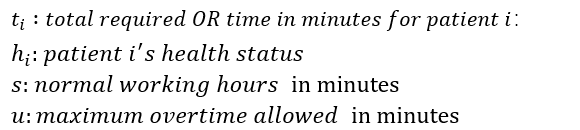 tᵢ : total required OR time in minutes for patient i:
hᵢ: patient i's health status
s: normal working hours in minutes
u: maximum overtime allowed in minutes